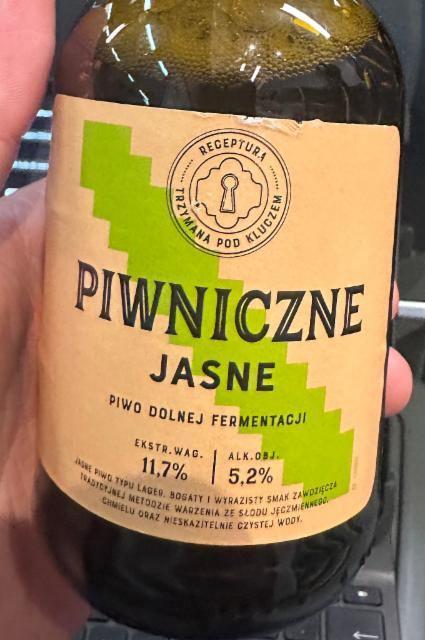 RECEPTURA
TRZYMANA POD KLUCZEM
PIWNICZNE
JASNE
PIWO DOLNEJ FERMENTACJI
EKSTR.WAG.
11,7%
ALK.OBJ.
5,2%
JASNE PIWO TYPU LAGER. BOGATY I WYRAZISTY SMAK ZAWDZIĘCZA
TRADYCYJNEJ METODZIE WARZENIA ZE SŁODU JĘCZMIENNEGO,
CHMIELU ORAZ NIESKAZITELNIE CZYSTEJ WODY.